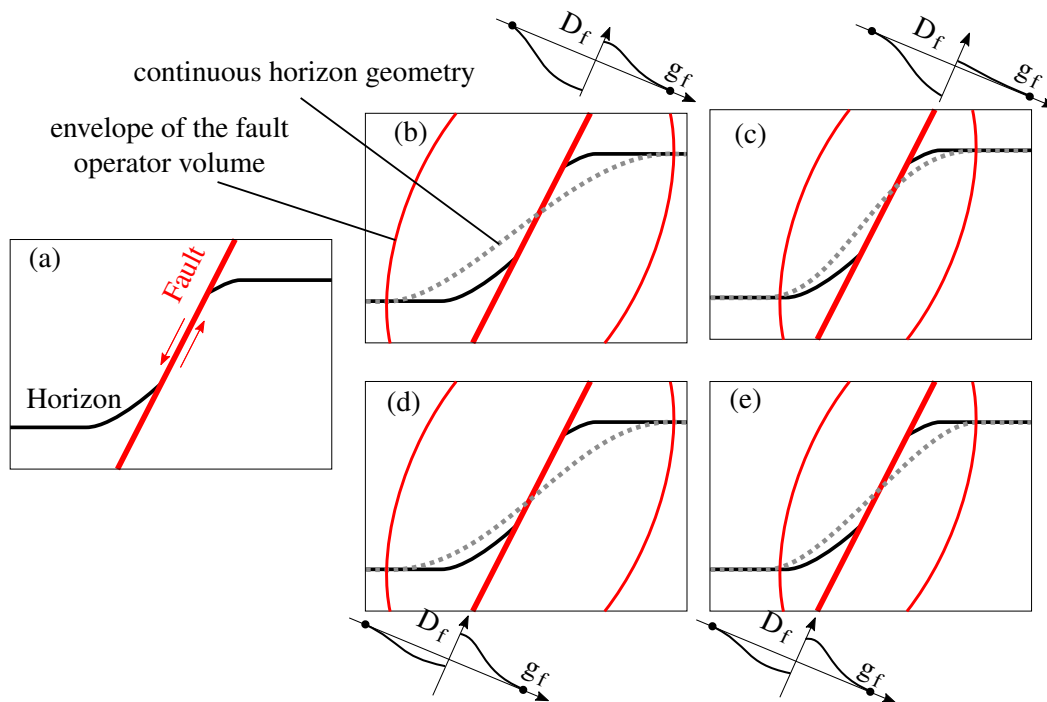 D_f
g_f
D_f
g_f
continuous horizon geometry
envelope of the fault
operator volume
(b)
(c)
(a)
Fault
Horizon
(d)
(e)
D_f
g_f
D_f
g_f